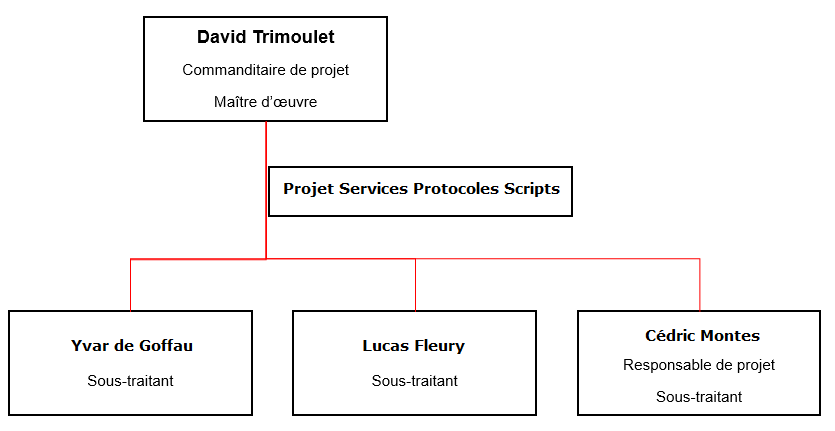 David Trimoulet
Commanditaire de projet
Maître d’œuvre
Projet Services Protocoles Scripts
Yvar de Goffau
Sous-traitant
Lucas Fleury
Sous-traitant
Cédric Montes
Responsable de projet
Sous-traitant